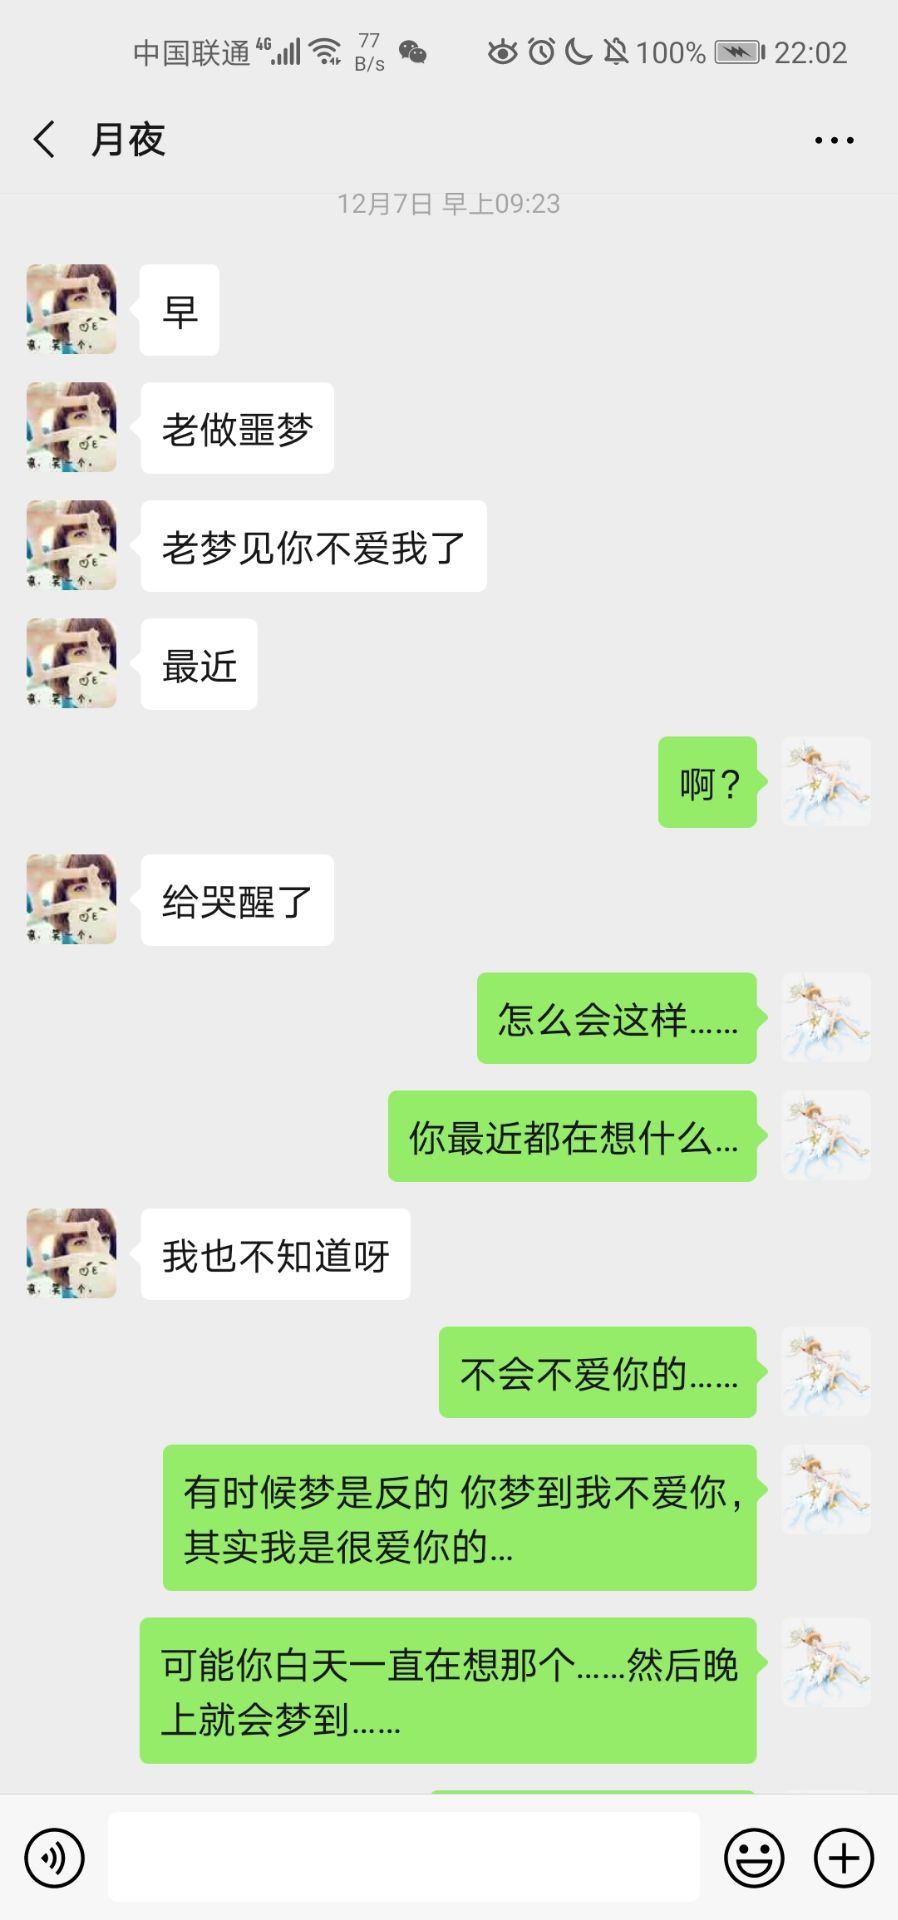 中国联通 4G 77 B/s 100% 22:02
月夜
12月7日 早上09:23
早
老做噩梦
老梦见你不爱我了
最近
啊？
给哭醒了
怎么会这样……
你最近都在想什么…
我也不知道呀
不会不爱你的……
有时候梦是反的 你梦到我不爱你，
其实我是很爱你的…
可能你白天一直在想那个……然后晚
上就会梦到……